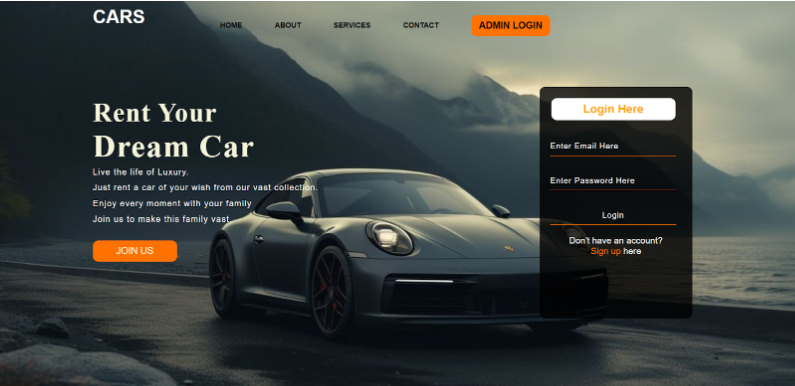 CARS
HOME
ABOUT
SERVICES
CONTACT
ADMIN LOGIN
Rent Your
Dream Car
Live the life of Luxury.
Just rent a car of your wish from our vast collection.
Enjoy every moment with your family
Join us to make this family vast.
JOIN US
Login Here
Enter Email Here
Enter Password Here
Login
Don't have an account?
Sign up here